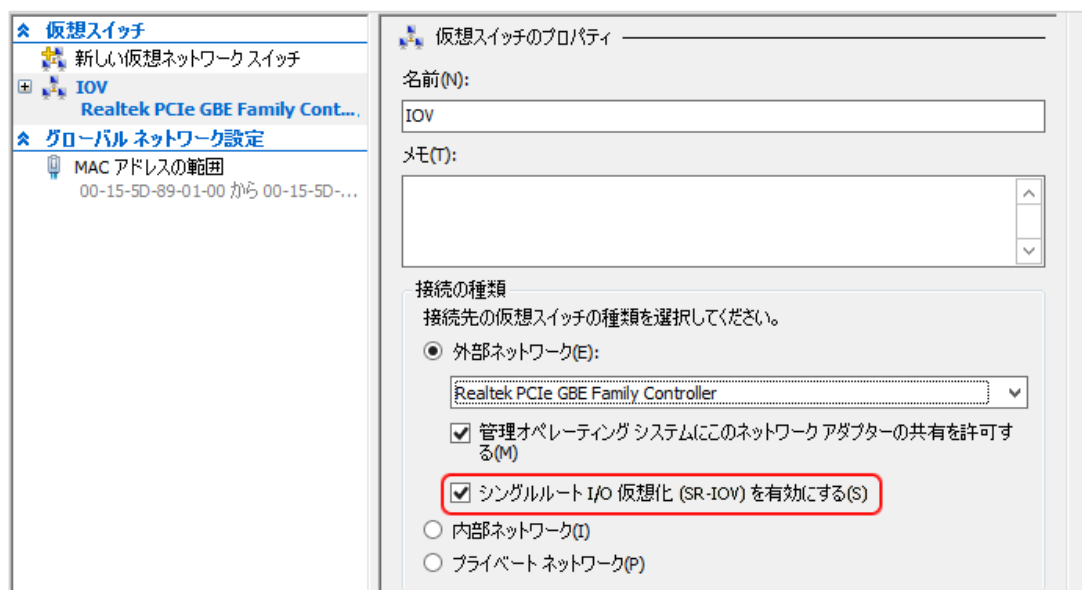 仮想スイッチ
新しい仮想ネットワーク スイッチ
IOV
Realtek PCIe GBE Family Cont...
グローバル ネットワーク設定
MAC アドレスの範囲
00-15-5D-89-01-00 から 00-15-5D-...
仮想スイッチのプロパティ
名前(N):
IOV
メモ(T):
接続の種類
接続先の仮想スイッチの種類を選択してください。
外部ネットワーク(E):
Realtek PCIe GBE Family Controller
管理オペレーティング システムにこのネットワーク アダプターの共有を許可す
る(M)
シングルルート I/O 仮想化 (SR-IOV) を有効にする(S)
内部ネットワーク(I)
プライベート ネットワーク(P)